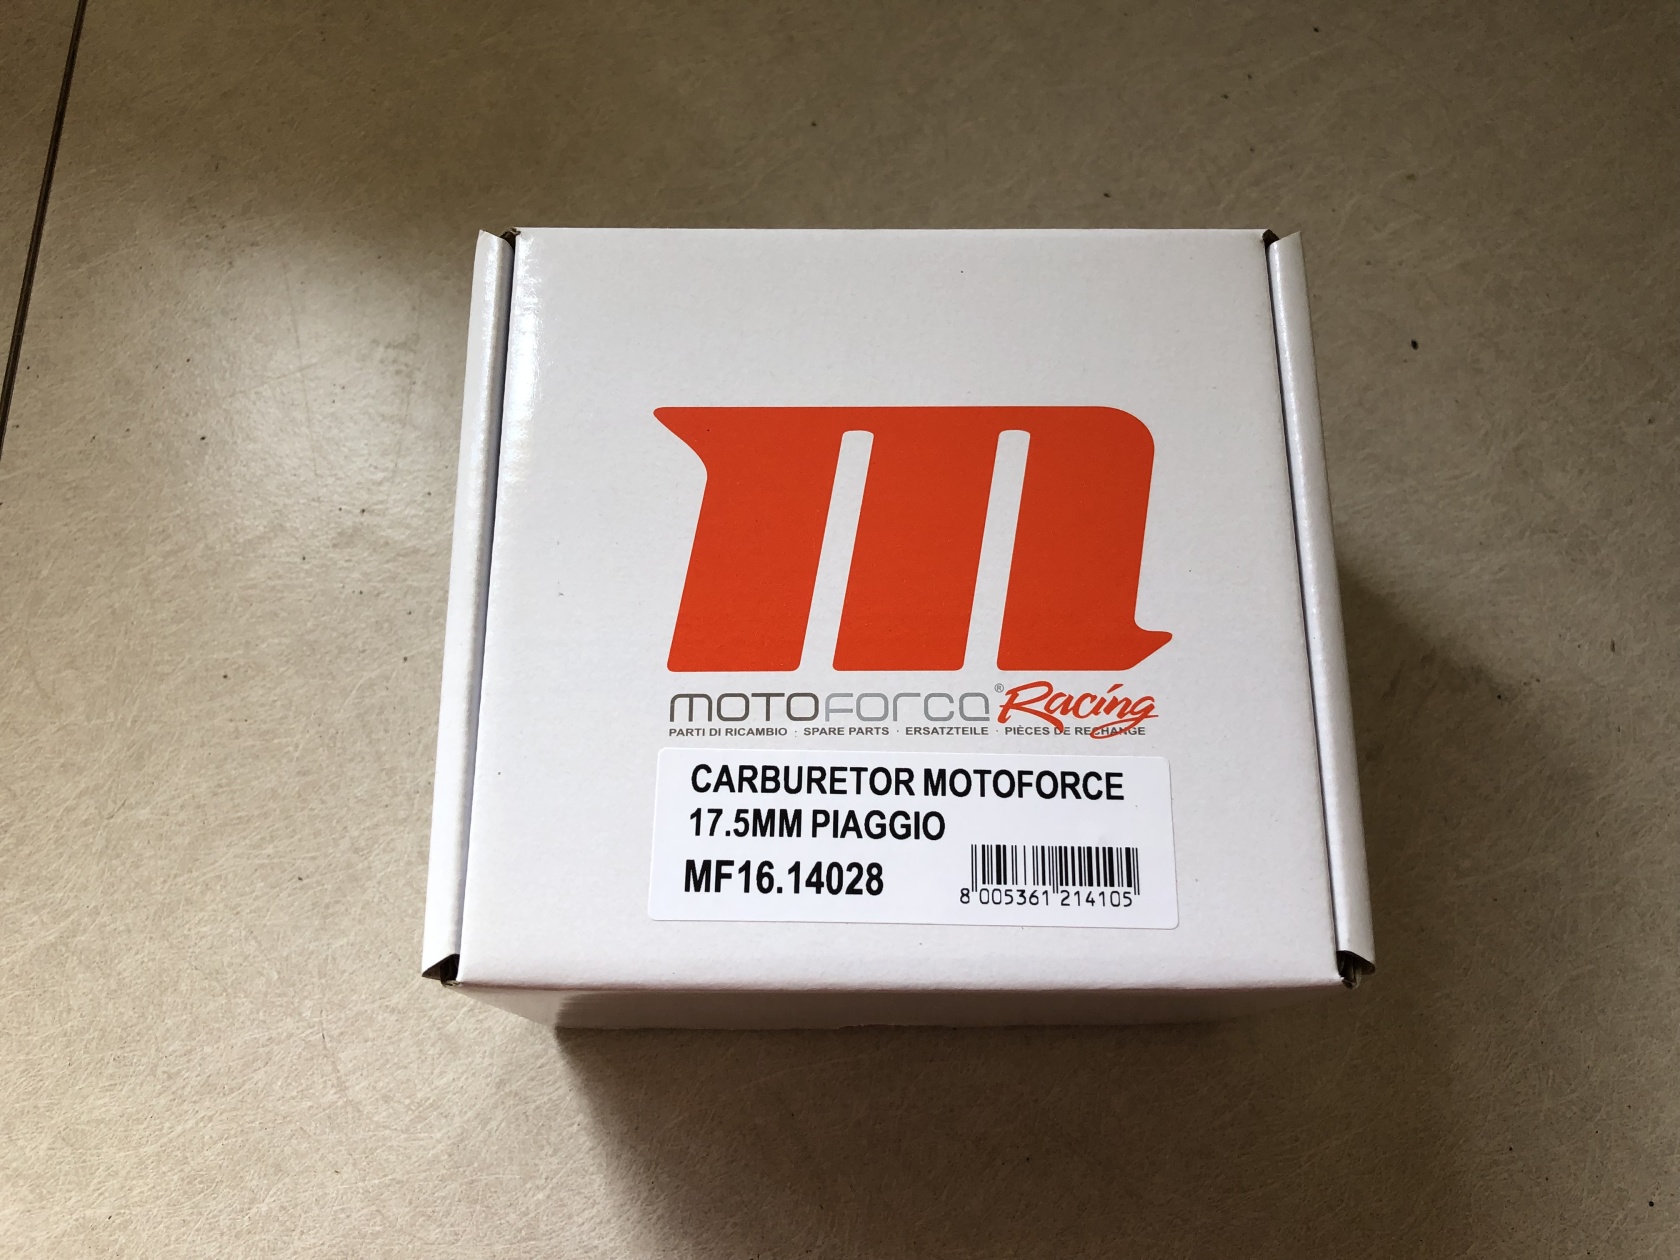 m
MOTOFORCE® Racing
PARTI DI RICAMBIO · SPARE PARTS · ERSATZTEILE · PIÈCES DE RECHANGE
CARBURETOR MOTOFORCE
17.5MM PIAGGIO
MF16.14028
8 005361 214105